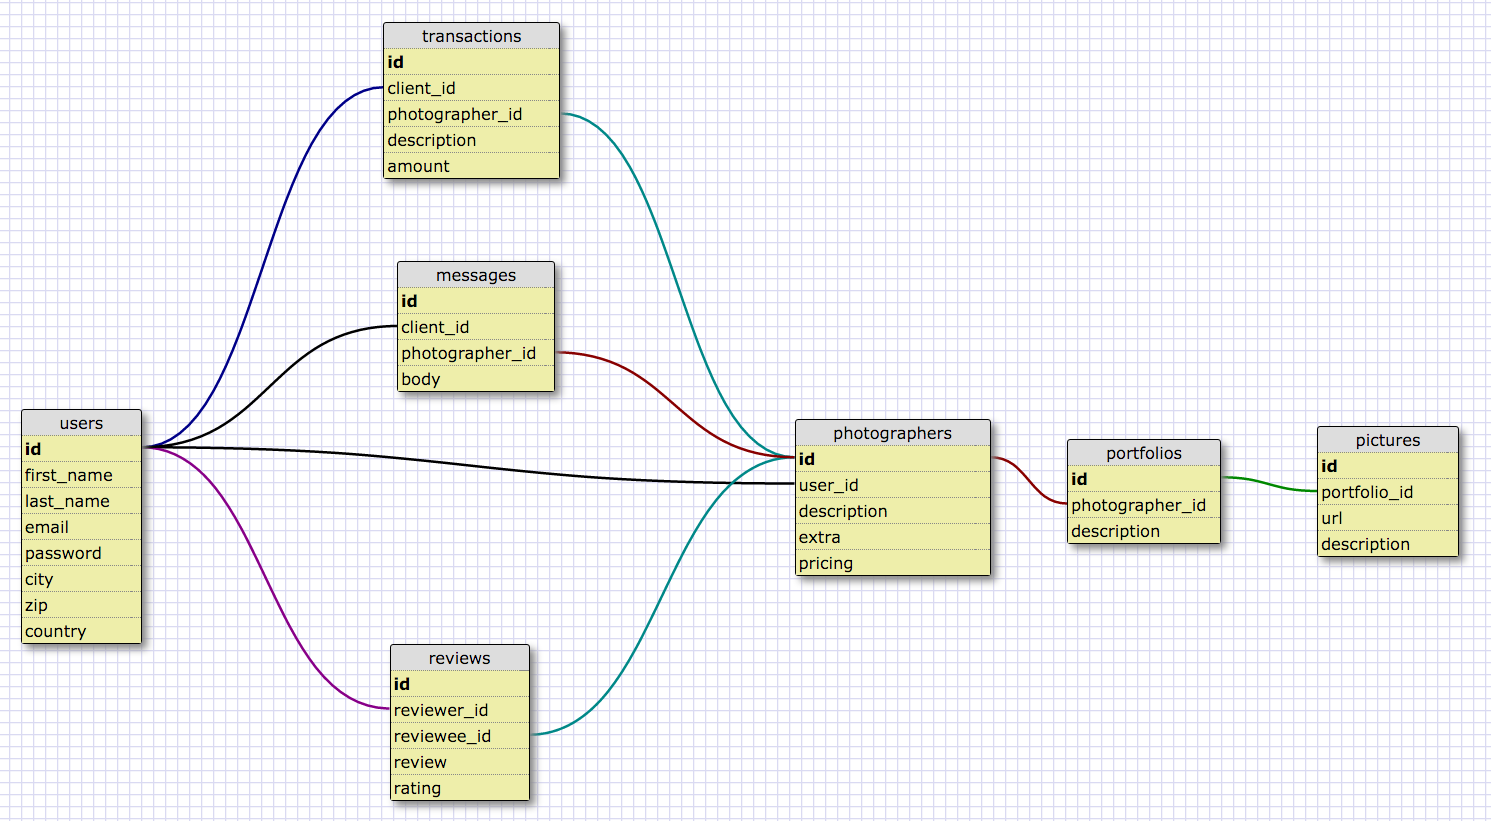 transactions
id
client_id
photographer_id
description
amount
messages
id
client_id
photographer_id
body
users
id
first_name
last_name
email
password
city
zip
country
photographers
id
user_id
description
extra
pricing
portfolios
id
photographer_id
description
pictures
id
portfolio_id
url
description
reviews
id
reviewer_id
reviewee_id
review
rating